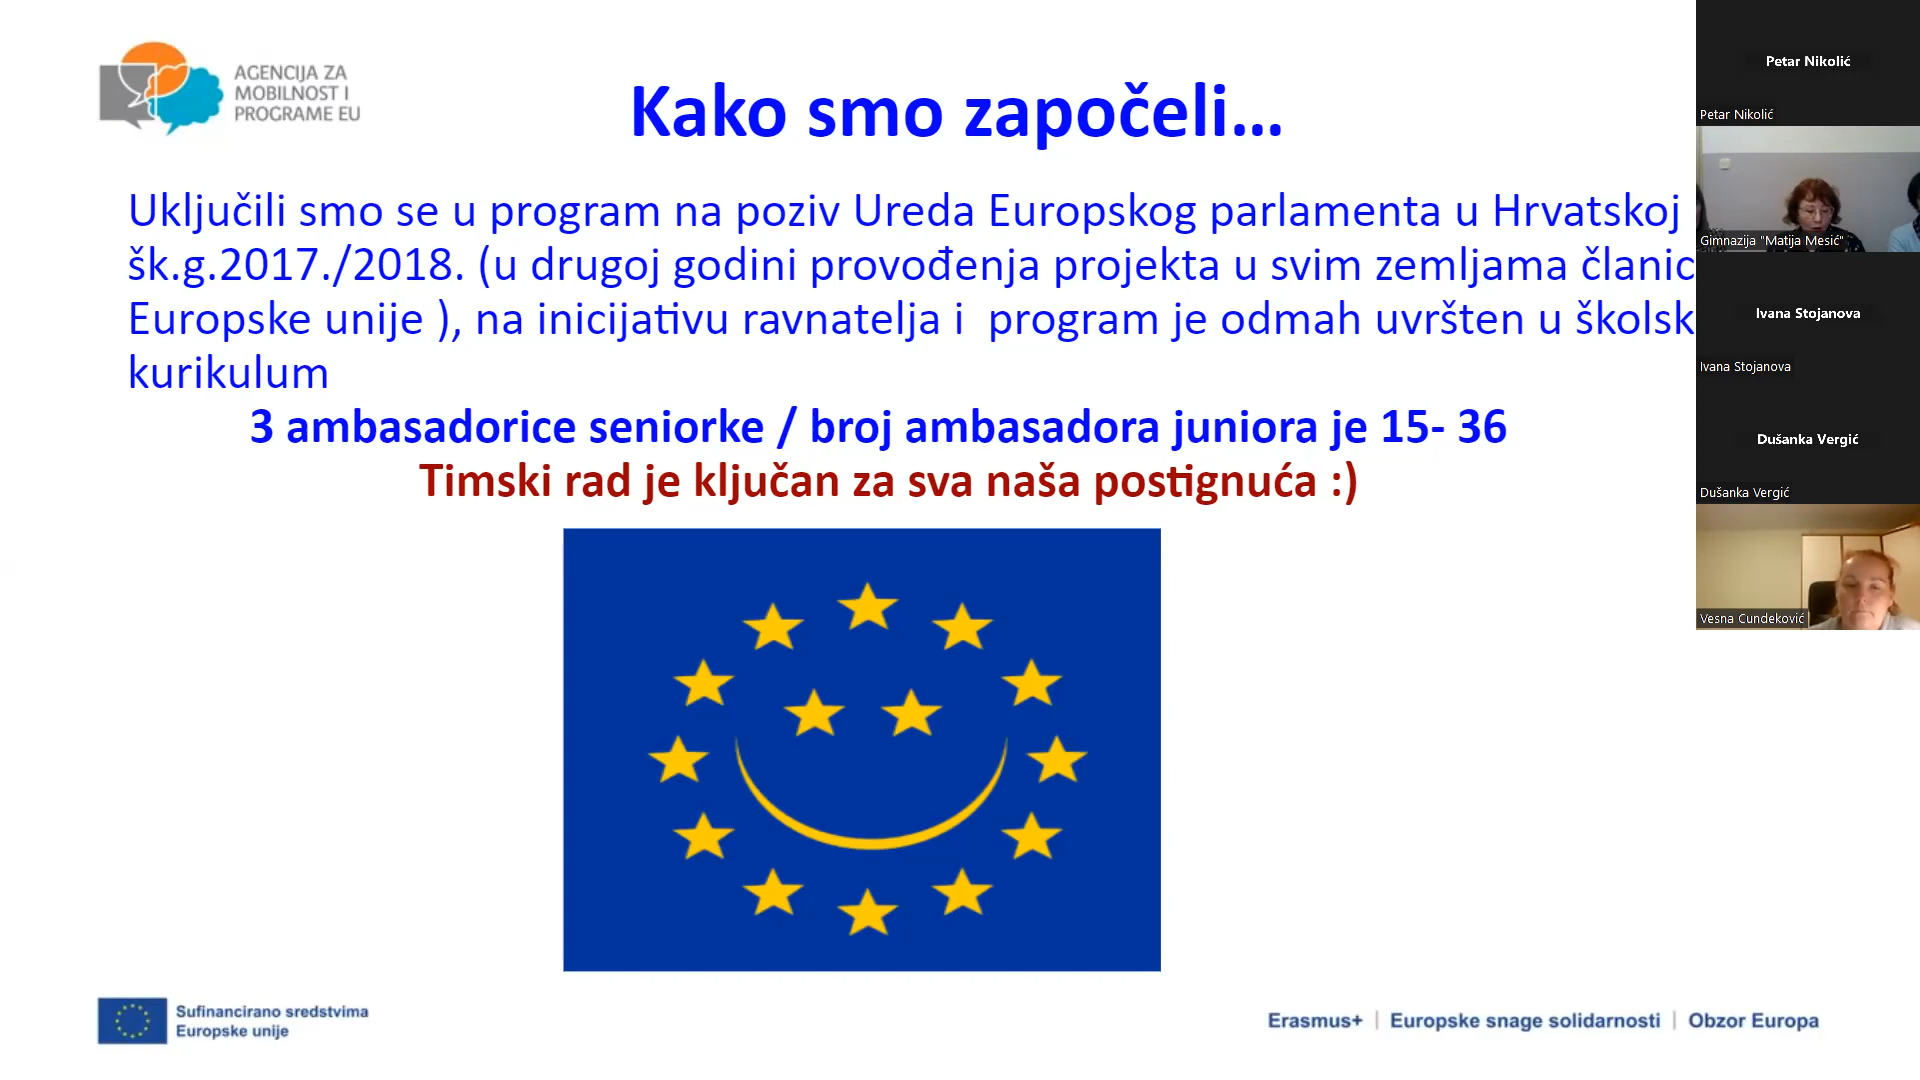 AGENCIJA ZA
MOBILNOST I
PROGRAME EU
Kako smo započeli...
Uključili smo se u program na poziv Ureda Europskog parlamenta u Hrvatskoj
šk.g.2017./2018. (u drugoj godini provođenja projekta u svim zemljama članic
Europske unije ), na inicijativu ravnatelja i  program je odmah uvršten u školsk
kurikulum
3 ambasadorice seniorke / broj ambasadora juniora je 15- 36
Timski rad je ključan za sva naša postignuća :)
Sufinancirano sredstvima
Europske unije
Erasmus+ | Europske snage solidarnosti | Obzor Europa
Petar Nikolić
Petar Nikolić
Gimnazija "Matija Mesić"
Ivana Stojanova
Ivana Stojanova
Dušanka Vergić
Dušanka Vergić
Vesna Cundeković